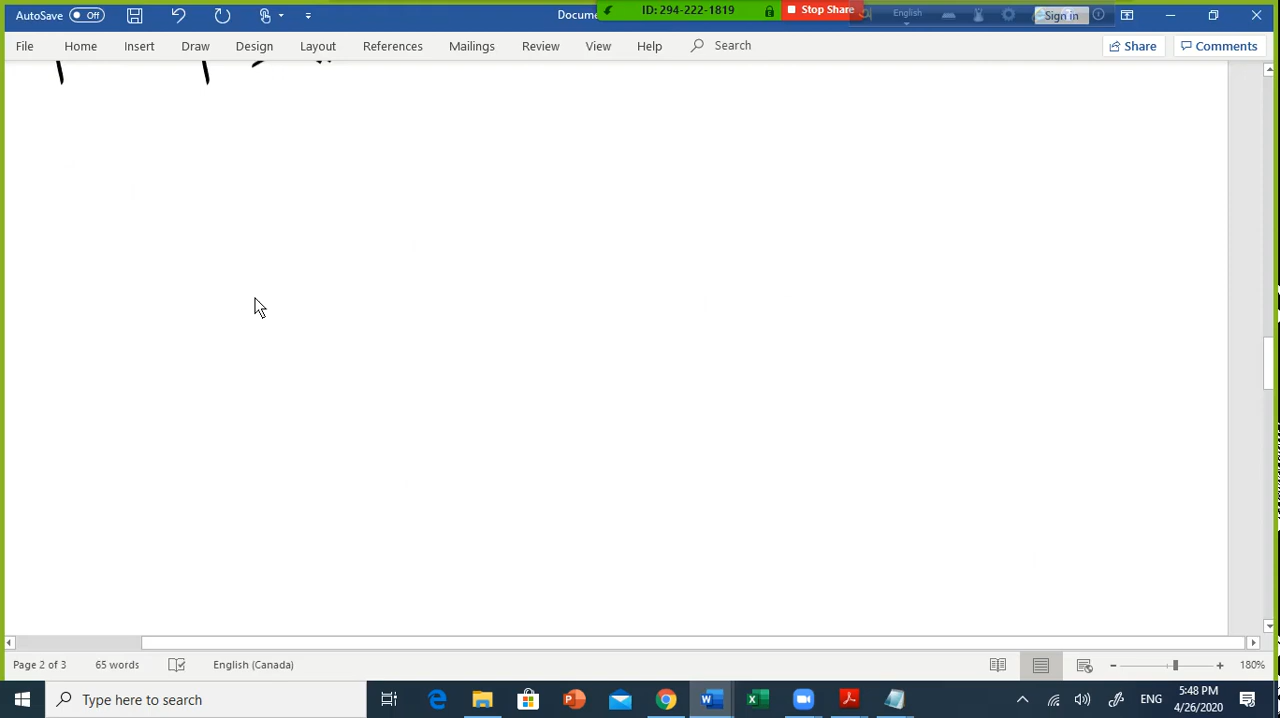 AutoSave Off Docume ID: 294-222-1819 Stop Share English Sign in
File Home Insert Draw Design Layout References Mailings Review View Help Search Share Comments
Page 2 of 3 65 words English (Canada) 180%
Type here to search ENG 5:48 PM
4/26/2020